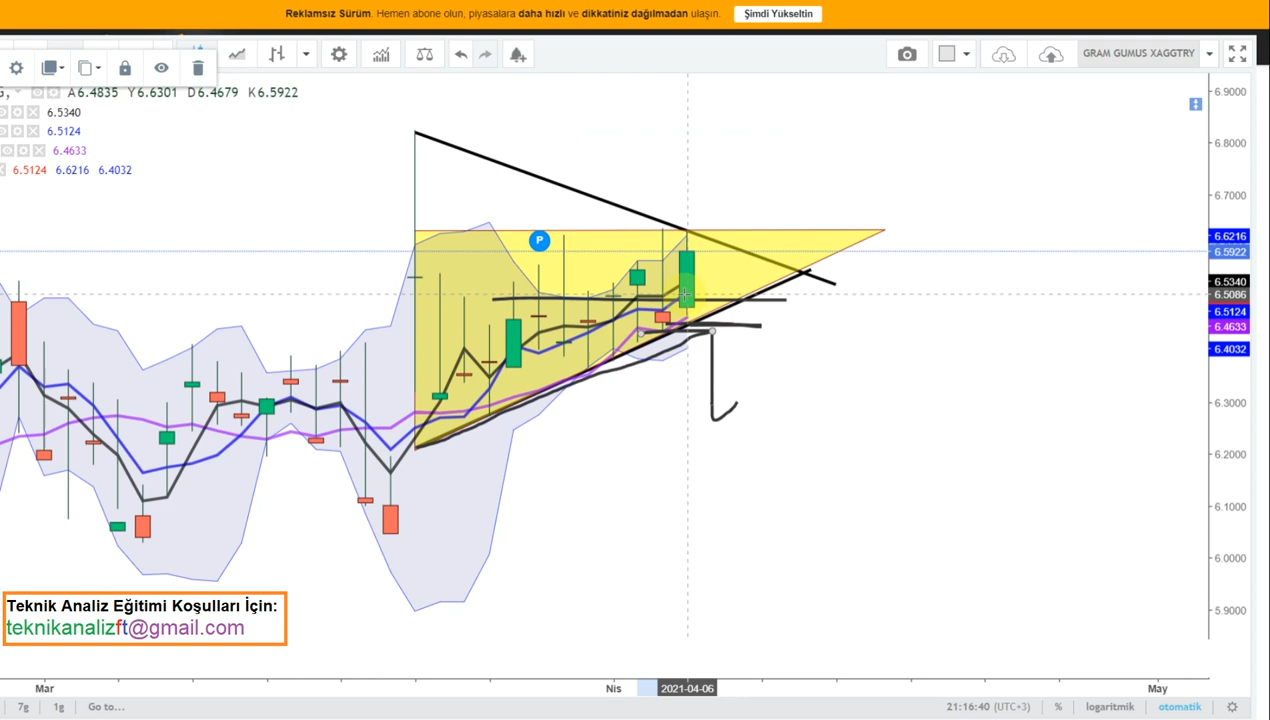 Reklamsız Sürüm. Hemen abone olun, piyasalara daha hızlı ve dikkatiniz dağılmadan ulaşın. Şimdi Yükseltin
GRAM GUMUS XAGGTRY
A6.4835 Y6.6301 D6.4679 K6.5922
6.5340
6.5124
6.4633
6.5124 6.6216 6.4032
P
6.9000
6.8000
6.7000
6.6216
6.5922
6.5340
6.5086
6.5124
6.4633
6.4032
6.3000
6.2000
6.1000
6.0000
5.9000
Teknik Analiz Eğitimi Koşulları İçin:
teknikanalizft@gmail.com
Mar Nis 2021-04-06 May
7g 1g Go to... 21:16:40 (UTC+3) % logaritmik otomatik